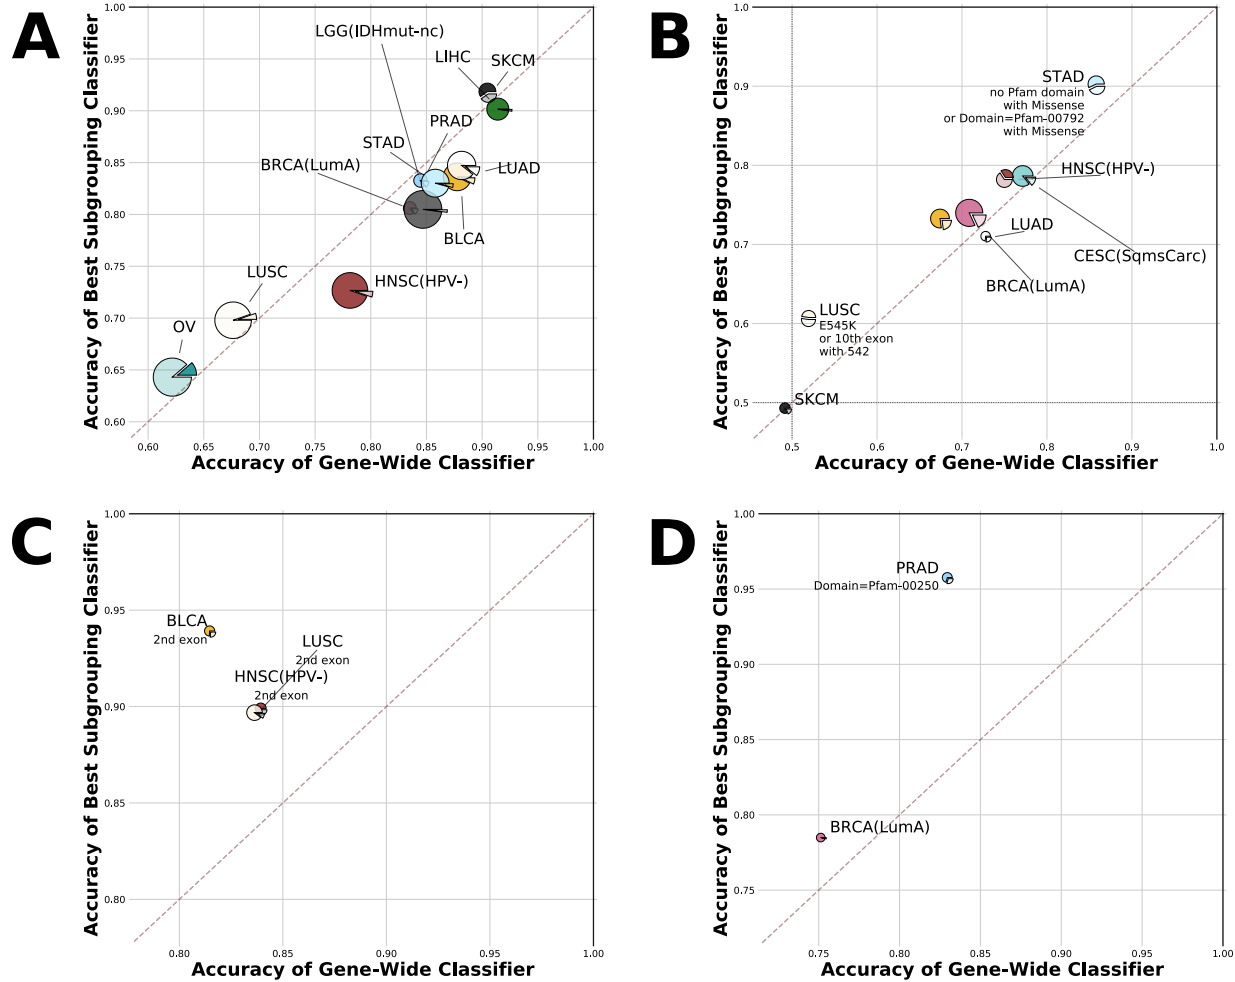 A
Accuracy of Best Subgrouping Classifier
1.00
0.95
0.90
0.85
0.80
0.75
0.70
0.65
0.60
LGG(IDHmut-nc)
LIHC
SKCM
PRAD
STAD
BRCA(LumA)
LUAD
BLCA
LUSC
HNSC(HPV-)
OV
0.60
0.65
0.70
0.75
0.80
0.85
0.90
0.95
1.00
Accuracy of Gene-Wide Classifier
B
Accuracy of Best Subgrouping Classifier
1.0
0.9
0.8
0.7
0.6
0.5
STAD
no Pfam domain
with Missense
or Domain=Pfam-00792
with Missense
HNSC(HPV-)
LUAD
CESC(SqmsCarc)
BRCA(LumA)
LUSC
E545K
or 10th exon
with 542
SKCM
0.5
0.6
0.7
0.8
0.9
1.0
Accuracy of Gene-Wide Classifier
C
Accuracy of Best Subgrouping Classifier
1.00
0.95
0.90
0.85
0.80
BLCA
2nd exon
LUSC
2nd exon
HNSC(HPV-)
2nd exon
0.80
0.85
0.90
0.95
1.00
Accuracy of Gene-Wide Classifier
D
Accuracy of Best Subgrouping Classifier
1.00
0.95
0.90
0.85
0.80
0.75
PRAD
Domain=Pfam-00250
BRCA(LumA)
0.75
0.80
0.85
0.90
0.95
1.00
Accuracy of Gene-Wide Classifier